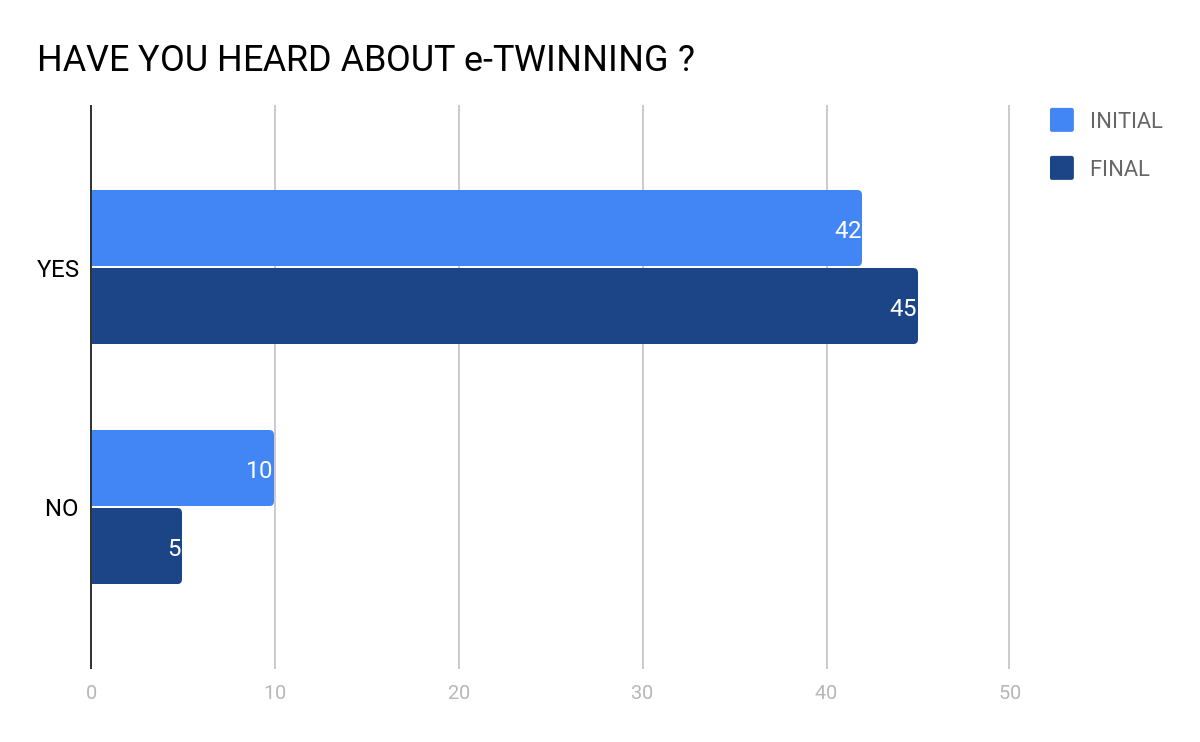 HAVE YOU HEARD ABOUT e-TWINNING ?
INITIAL
FINAL
YES
42
45
NO
10
5
0 10 20 30 40 50